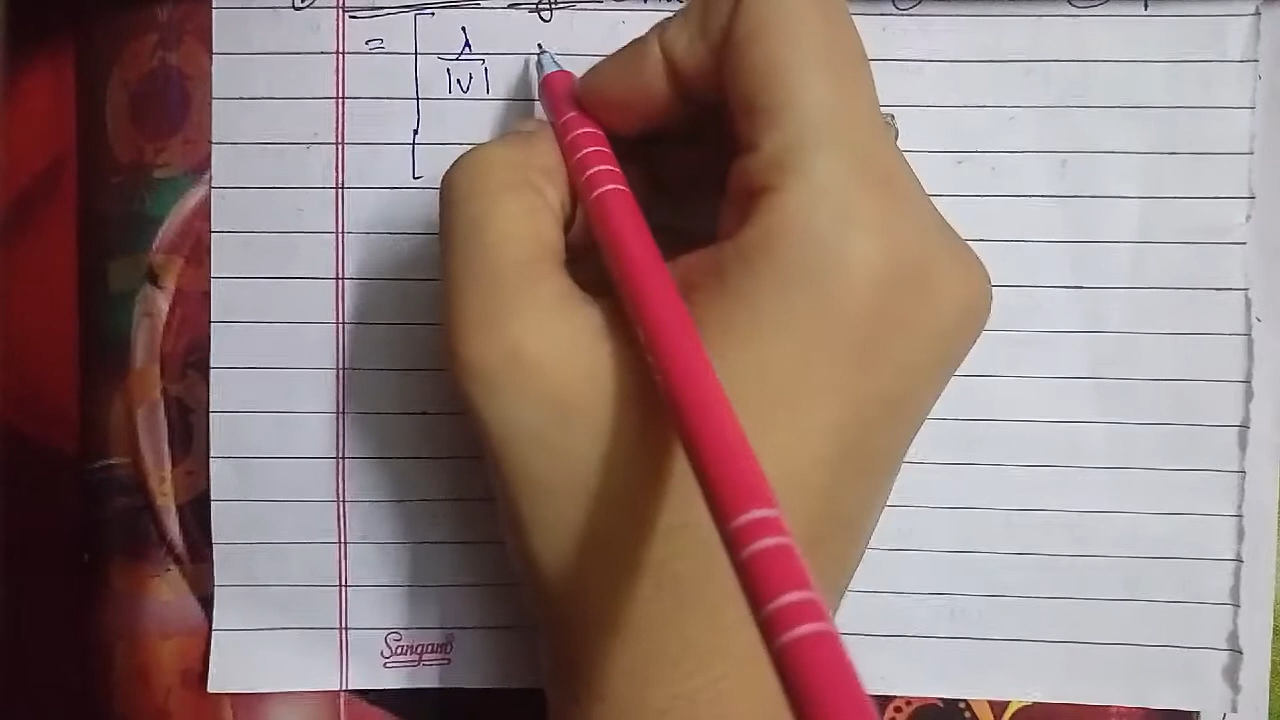 = [ λ
|v|
Sangam